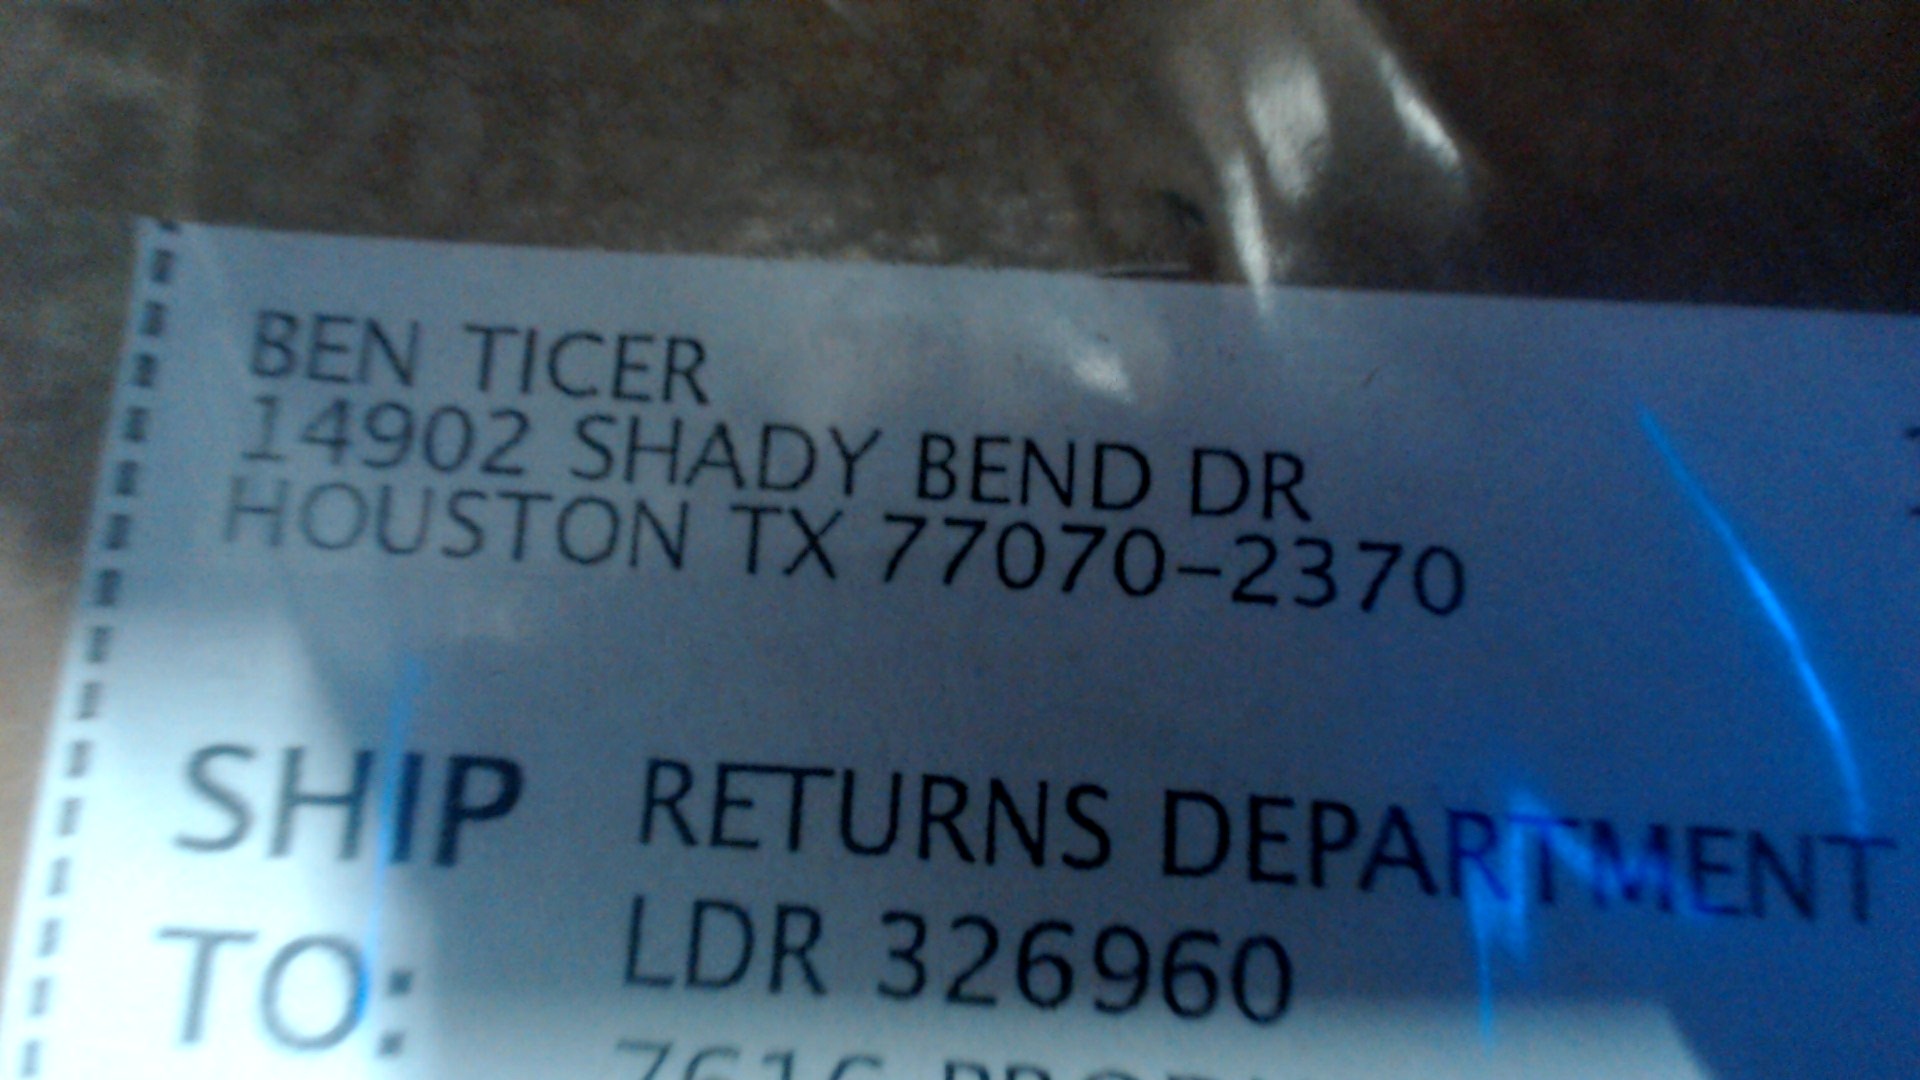 BEN TICER
14902 SHADY BEND DR
HOUSTON TX 77070-2370
SHIP TO:
RETURNS DEPARTMENT
LDR 326960